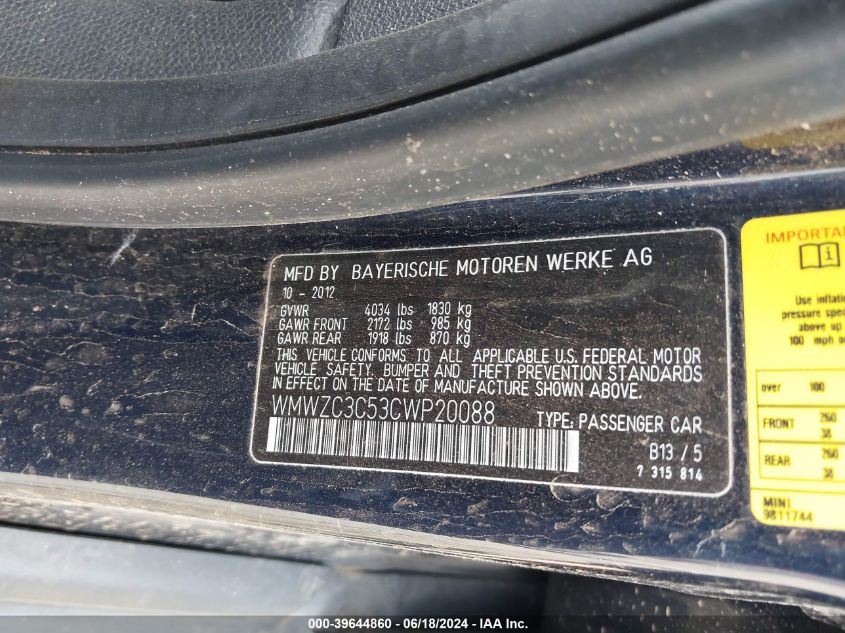 MFD BY BAYERISCHE MOTOREN WERKE AG
10 - 2012
GVWR 4034 lbs 1830 kg
GAWR FRONT 2172 lbs 985 kg
GAWR REAR 1918 lbs 870 kg
THIS VEHICLE CONFORMS TO ALL APPLICABLE U.S. FEDERAL MOTOR
VEHICLE SAFETY, BUMPER AND THEFT PREVENTION STANDARDS
IN EFFECT ON THE DATE OF MANUFACTURE SHOWN ABOVE.
WMWZC3C53CWP20088 TYPE: PASSENGER CAR
B13 / 5
7 315 814
IMPORTAN
Use inflati
pressure spec
above up
100 mph or
over 100
FRONT 260
38
REAR 260
38
MINI
9811744
000-39644860 - 06/18/2024 - IAA Inc.